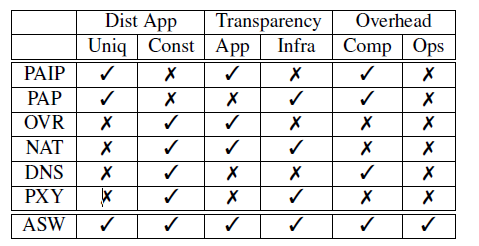 Dist App Transparency Overhead
Uniq Const App Infra Comp Ops
PAIP ✓ ✗ ✓ ✗ ✓ ✗
PAP ✓ ✗ ✗ ✓ ✓ ✗
OVR ✗ ✓ ✓ ✗ ✗ ✗
NAT ✗ ✓ ✓ ✓ ✗ ✗
DNS ✗ ✓ ✗ ✗ ✓ ✗
PXY ✗ ✓ ✗ ✓ ✗ ✗
ASW ✓ ✓ ✓ ✓ ✓ ✓